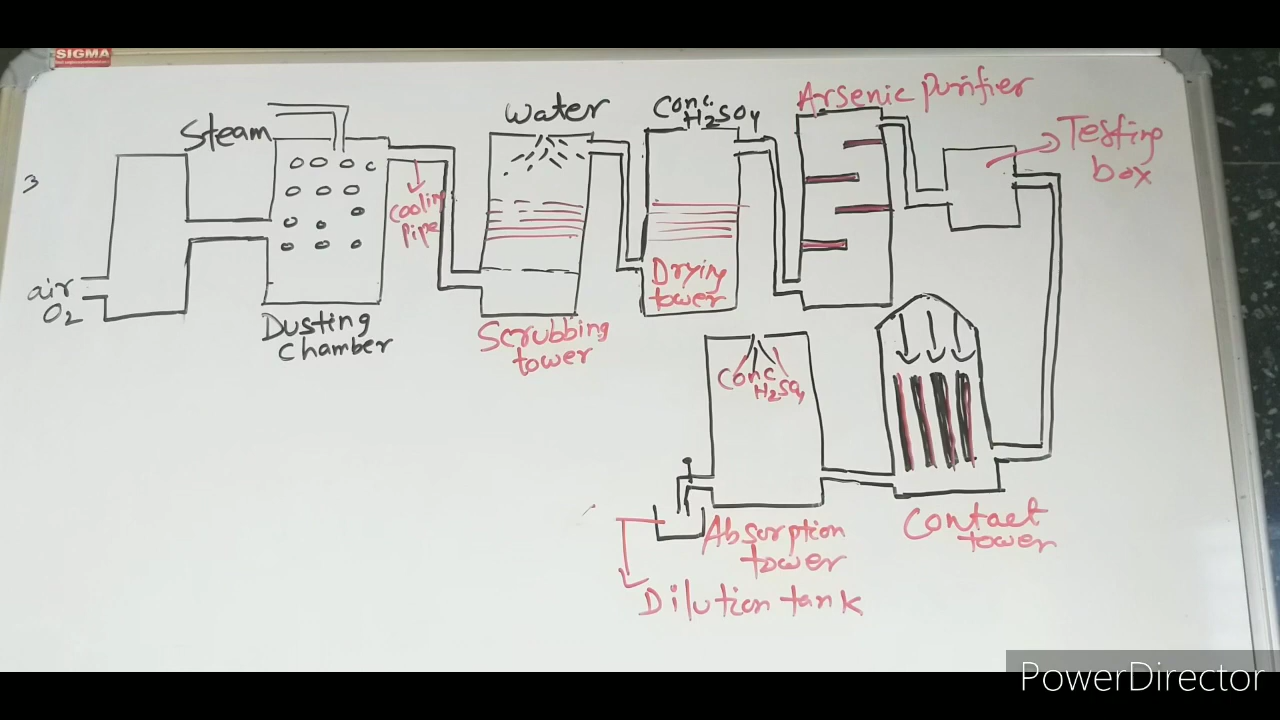 SIGMA
Steam
Water
Conc.
H₂SO₄
Arsenic purifier
Testing
box
3
Cooling
pipe
air
O₂
Dusting
Chamber
Scrubbing
tower
Drying
tower
Conc
H₂SO₄
Absorption
tower
Contact
tower
Dilution tank
PowerDirector